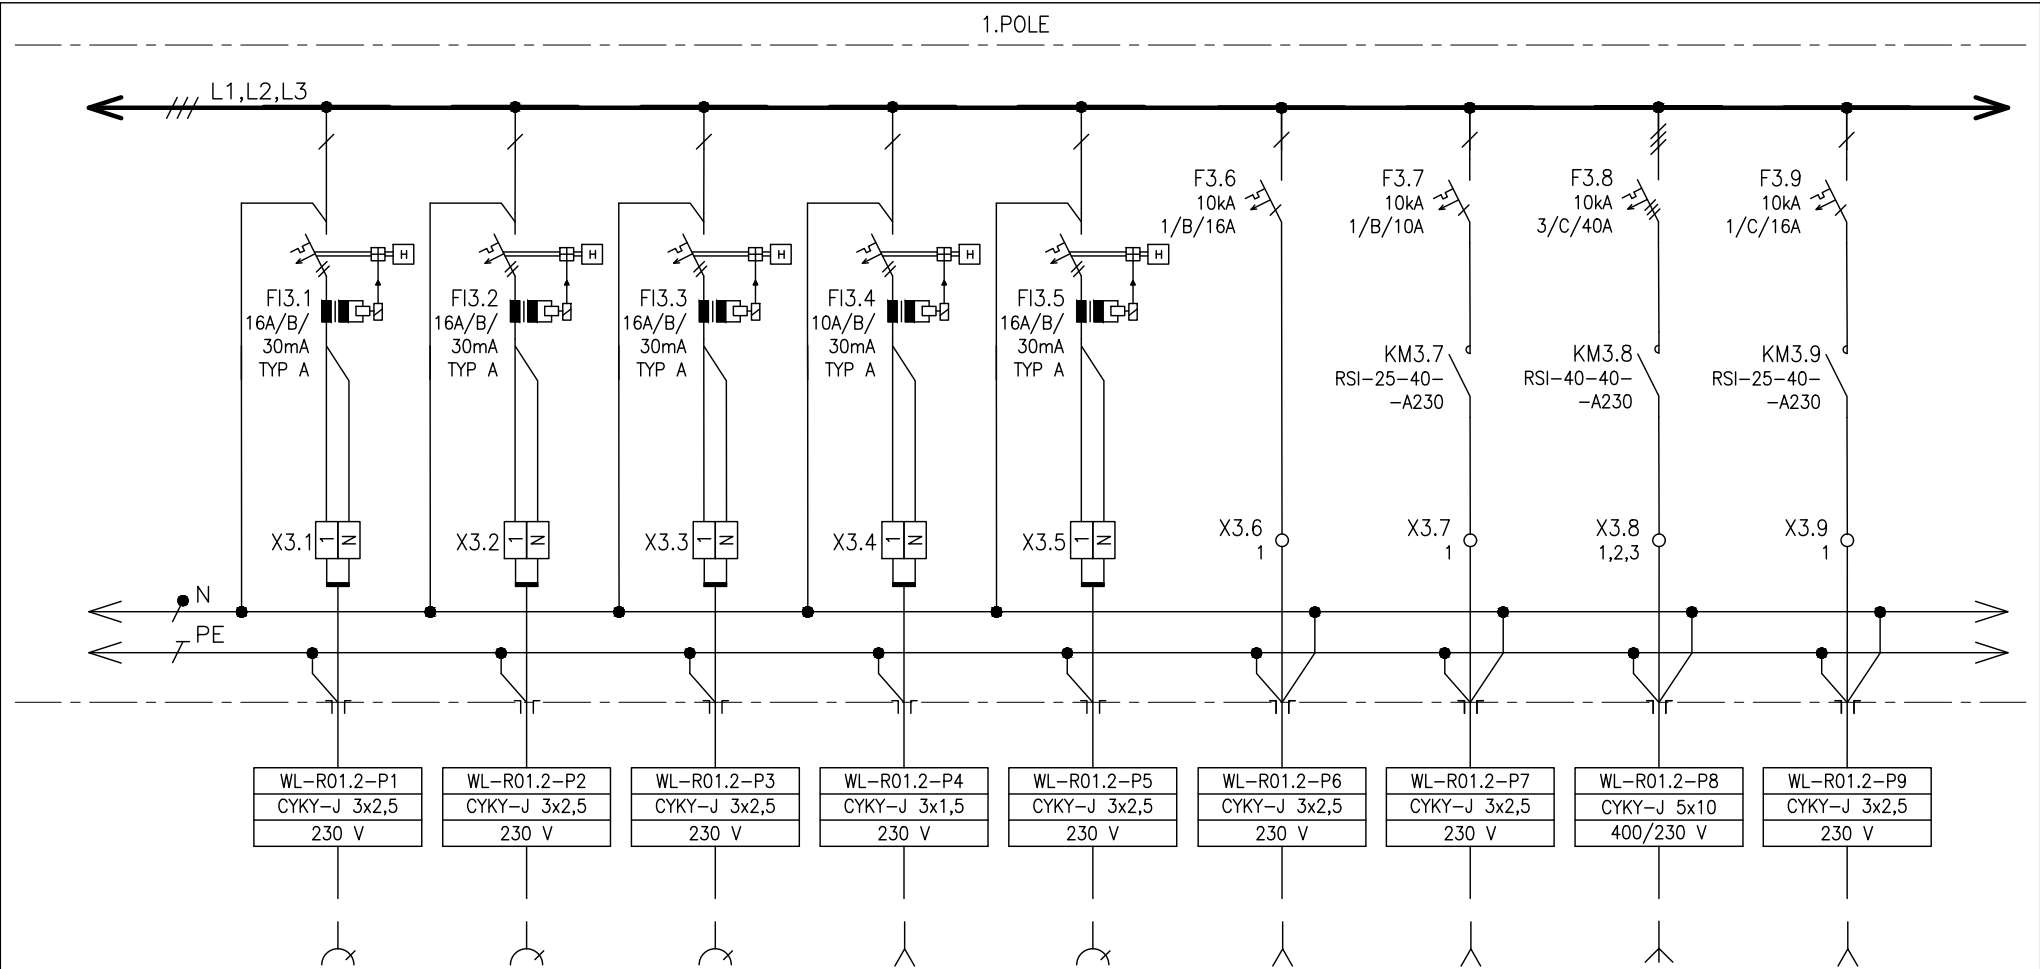 1.POLE
L1,L2,L3
FI3.1
16A/B/
30mA
TYP A
H
FI3.2
16A/B/
30mA
TYP A
H
FI3.3
16A/B/
30mA
TYP A
H
FI3.4
10A/B/
30mA
TYP A
H
FI3.5
16A/B/
30mA
TYP A
H
F3.6
10kA
1/B/16A
F3.7
10kA
1/B/10A
F3.8
10kA
3/C/40A
F3.9
10kA
1/C/16A
KM3.7
RSI-25-40-
-A230
KM3.8
RSI-40-40-
-A230
KM3.9
RSI-25-40-
-A230
X3.1 1 N
X3.2 1 N
X3.3 1 N
X3.4 1 N
X3.5 1 N
X3.6
1
X3.7
1
X3.8
1,2,3
X3.9
1
N
PE
WL-R01.2-P1
CYKY-J 3x2,5
230 V
WL-R01.2-P2
CYKY-J 3x2,5
230 V
WL-R01.2-P3
CYKY-J 3x2,5
230 V
WL-R01.2-P4
CYKY-J 3x1,5
230 V
WL-R01.2-P5
CYKY-J 3x2,5
230 V
WL-R01.2-P6
CYKY-J 3x2,5
230 V
WL-R01.2-P7
CYKY-J 3x2,5
230 V
WL-R01.2-P8
CYKY-J 5x10
400/230 V
WL-R01.2-P9
CYKY-J 3x2,5
230 V